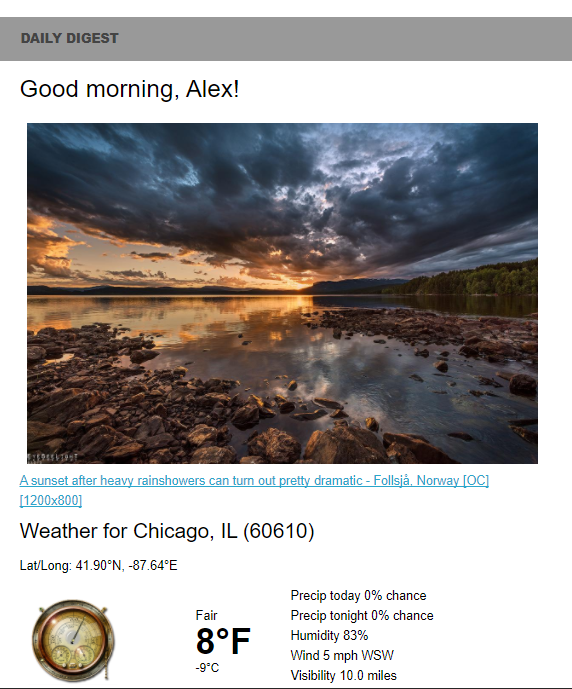 DAILY DIGEST
Good morning, Alex!
A sunset after heavy rainshowers can turn out pretty dramatic - Follsjå, Norway [OC]
[1200x800]
Weather for Chicago, IL (60610)
Lat/Long: 41.90°N, -87.64°E
Precip today 0% chance
Fair
Precip tonight 0% chance
8°F
Humidity 83%
Wind 5 mph WSW
-9°C
Visibility 10.0 miles